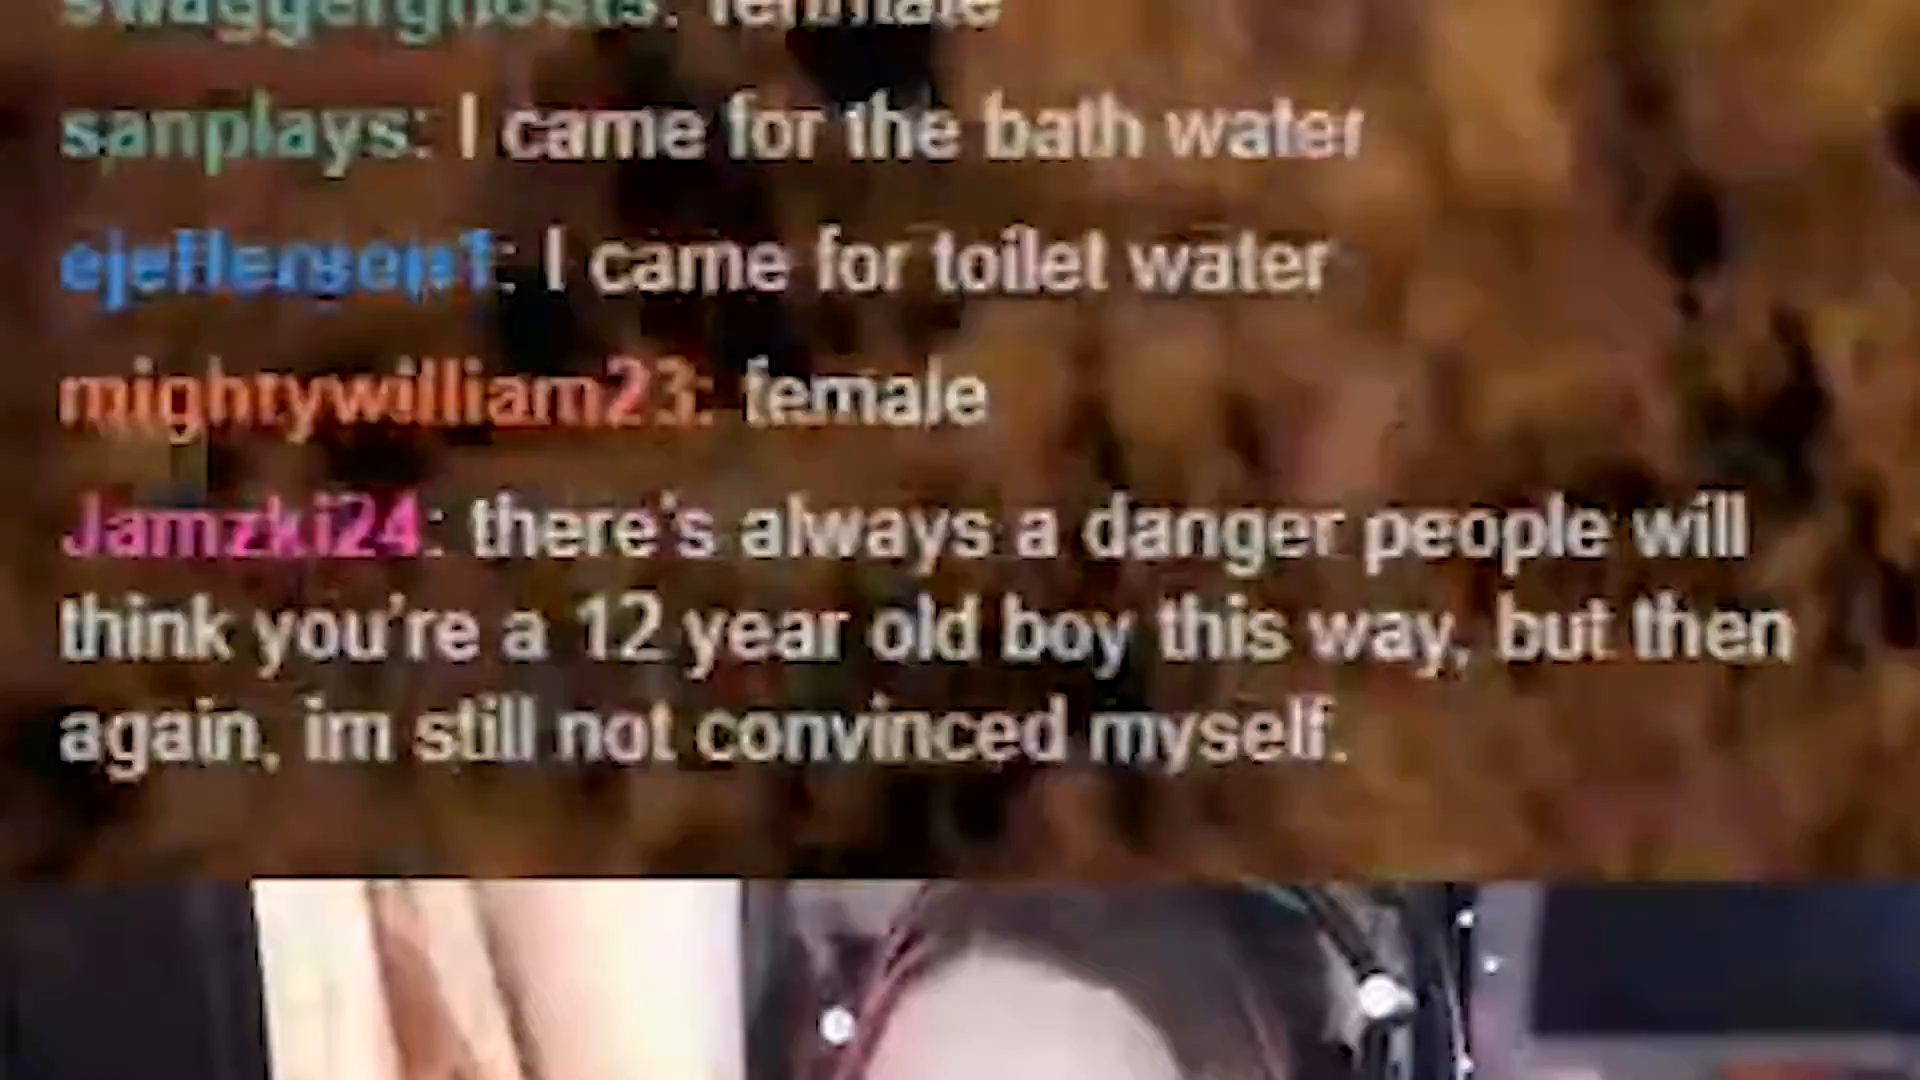 sanplays: I came for the bath water
ejefferson1: I came for toilet water
mightywilliam23: female
Jamzki24: there's always a danger people will
think you're a 12 year old boy this way, but then
again, im still not convinced myself.